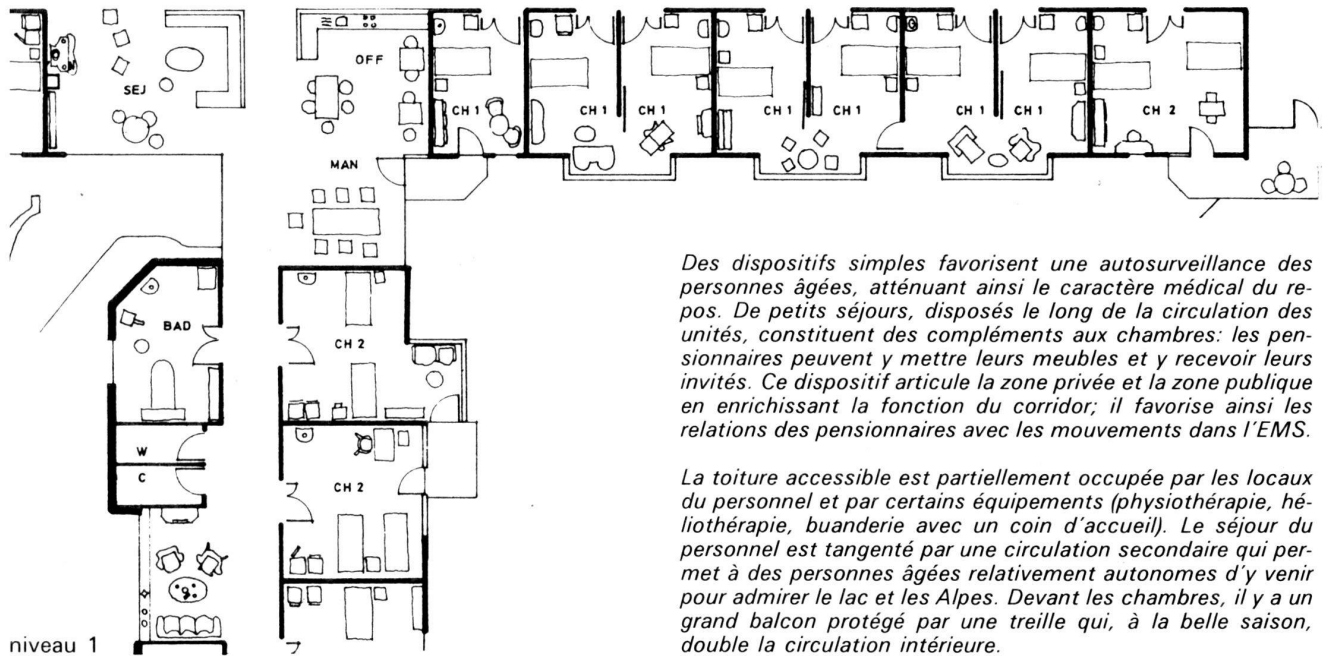 SEJ
OFF
MAN
CH 1
CH 1
CH 1
CH 1
CH 1
CH 1
CH 1
CH 2
BAD
CH 2
W
C
CH 2
niveau 1
Des dispositifs simples favorisent une autosurveillance des
personnes âgées, atténuant ainsi le caractère médical du re-
pos. De petits séjours, disposés le long de la circulation des
unités, constituent des compléments aux chambres: les pen-
sionnaires peuvent y mettre leurs meubles et y recevoir leurs
invités. Ce dispositif articule la zone privée et la zone publique
en enrichissant la fonction du corridor; il favorise ainsi les
relations des pensionnaires avec les mouvements dans l'EMS.
La toiture accessible est partiellement occupée par les locaux
du personnel et par certains équipements (physiothérapie, hé-
liothérapie, buanderie avec un coin d'accueil). Le séjour du
personnel est tangenté par une circulation secondaire qui per-
met à des personnes âgées relativement autonomes d'y venir
pour admirer le lac et les Alpes. Devant les chambres, il y a un
grand balcon protégé par une treille qui, à la belle saison,
double la circulation intérieure.